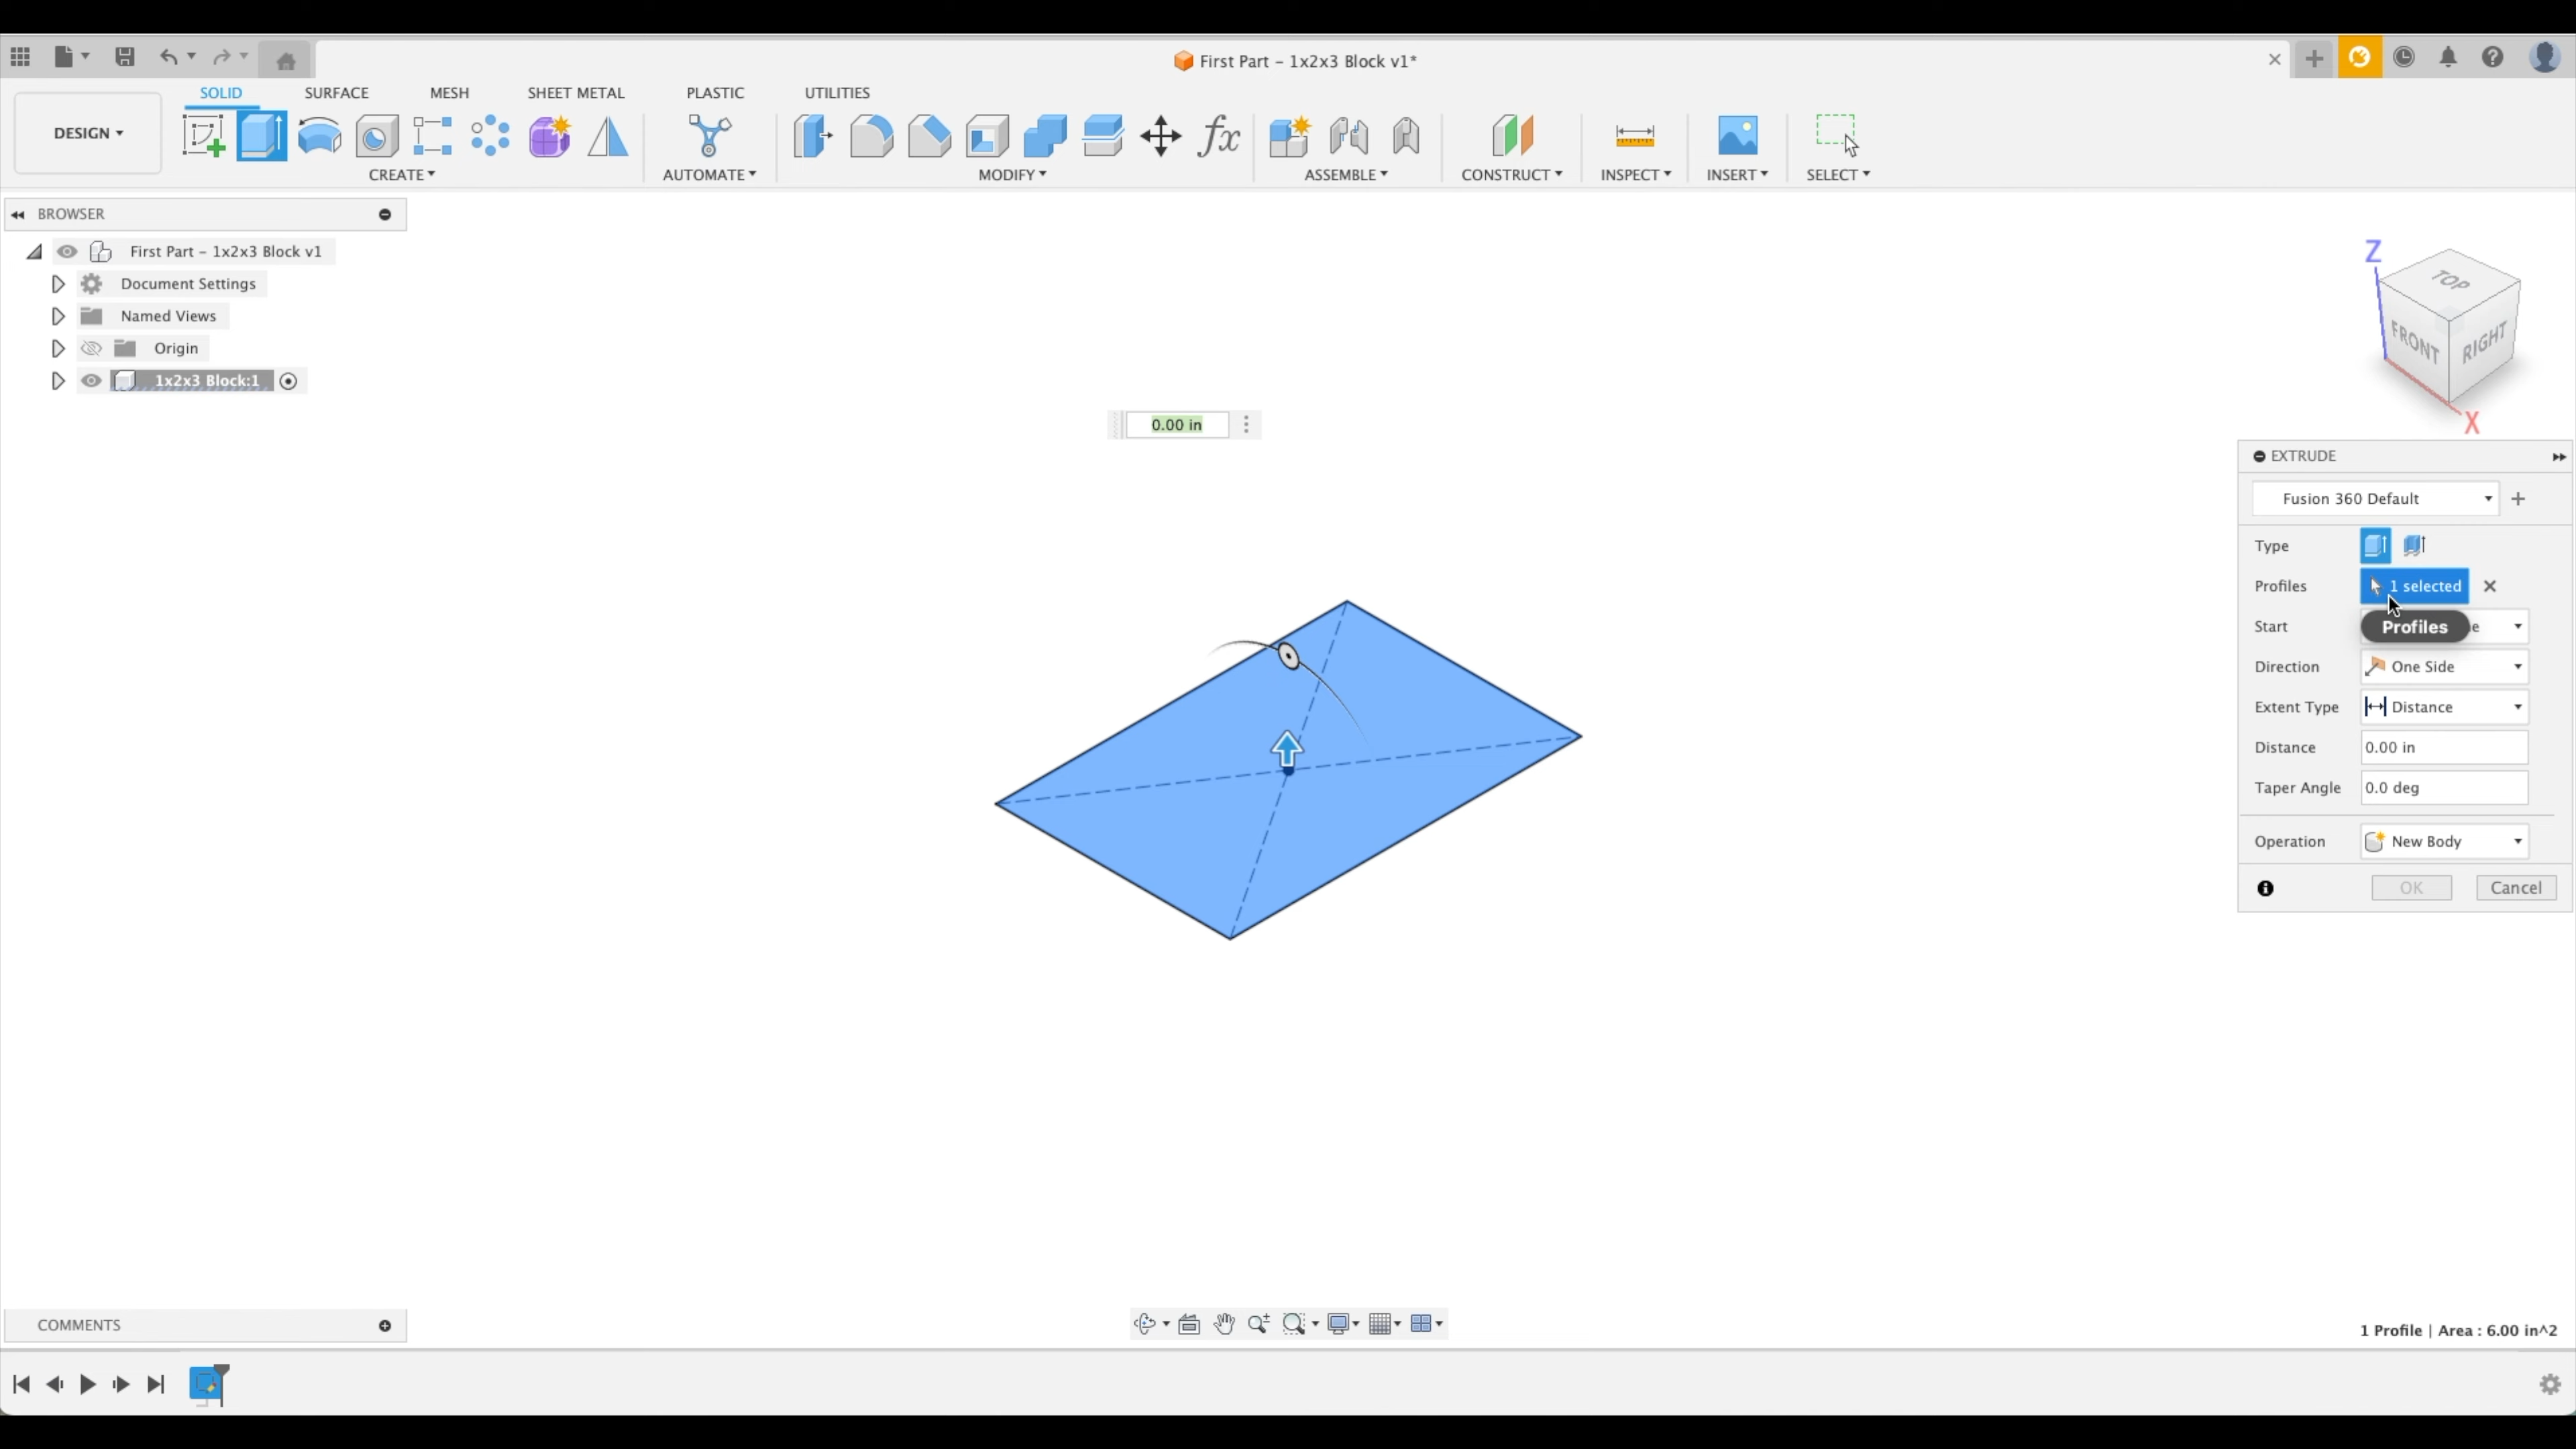 First Part – 1x2x3 Block v1*
SOLID
SURFACE
MESH
SHEET METAL
PLASTIC
UTILITIES
DESIGN
fx
CREATE
AUTOMATE
MODIFY
ASSEMBLE
CONSTRUCT
INSPECT
INSERT
SELECT
BROWSER
First Part – 1x2x3 Block v1
Document Settings
Named Views
Origin
1x2x3 Block:1
Z
TOP
FRONT
RIGHT
X
0.00 in
EXTRUDE
Fusion 360 Default
Type
Profiles 1 selected
Start e
Profiles
Direction One Side
Extent Type Distance
Distance 0.00 in
Taper Angle 0.0 deg
Operation New Body
OK Cancel
COMMENTS
1 Profile | Area : 6.00 in^2